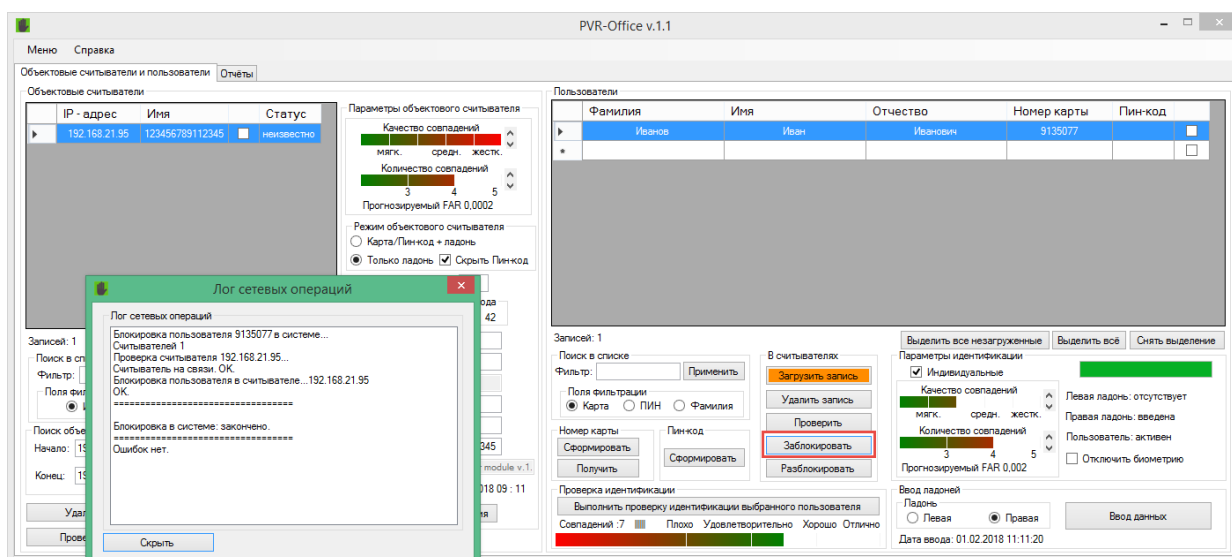 PVR-Office v.1.1
Меню Справка
Объектовые считыватели и пользователи Отчёты
Объектовые считыватели
IP - адрес Имя Статус
192.168.21.95 123456789112345 неизвестно
Параметры объектового считывателя
Качество совпадений
мягк. средн. жестк.
Количество совпадений
3 4 5
Прогнозируемый FAR 0,0002
Режим объектового считывателя
Карта/Пин-код + ладонь
Только ладонь Скрыть Пин-код
42
Записей: 1
Фильтр:
Начало:
Конец:
345
module v.1.
018 09 : 11
Лог сетевых операций
Лог сетевых операций
Блокировка пользователя 9135077 в системе...
Считывателей 1
Проверка считывателя 192.168.21.95...
Считыватель на связи. OK.
Блокировка пользователя в считывателе...192.168.21.95
OK.
=================================
Блокировка в системе: закончено.
=================================
Ошибок нет.
Скрыть
Пользователи
Фамилия Имя Отчество Номер карты Пин-код
Иванов Иван Иванович 9135077
Записей: 1
Выделить все незагруженные Выделить всё Снять выделение
Поиск в списке
Фильтр: Применить
Поля фильтрации
Карта ПИН Фамилия
Номер карты
Сформировать
Получить
Пин-код
Сформировать
В считывателях
Загрузить запись
Удалить запись
Проверить
Заблокировать
Разблокировать
Параметры идентификации
Индивидуальные
Качество совпадений
мягк. средн. жестк.
Количество совпадений
3 4 5
Прогнозируемый FAR 0,002
Левая ладонь: отсутствует
Правая ладонь: введена
Пользователь: активен
Отключить биометрию
Проверка идентификации
Выполнить проверку идентификации выбранного пользователя
Совпадений :7 Плохо Удовлетворительно Хорошо Отлично
Ввод ладоней
Ладонь
Левая Правая
Ввод данных
Дата ввода: 01.02.2018 11:11:20